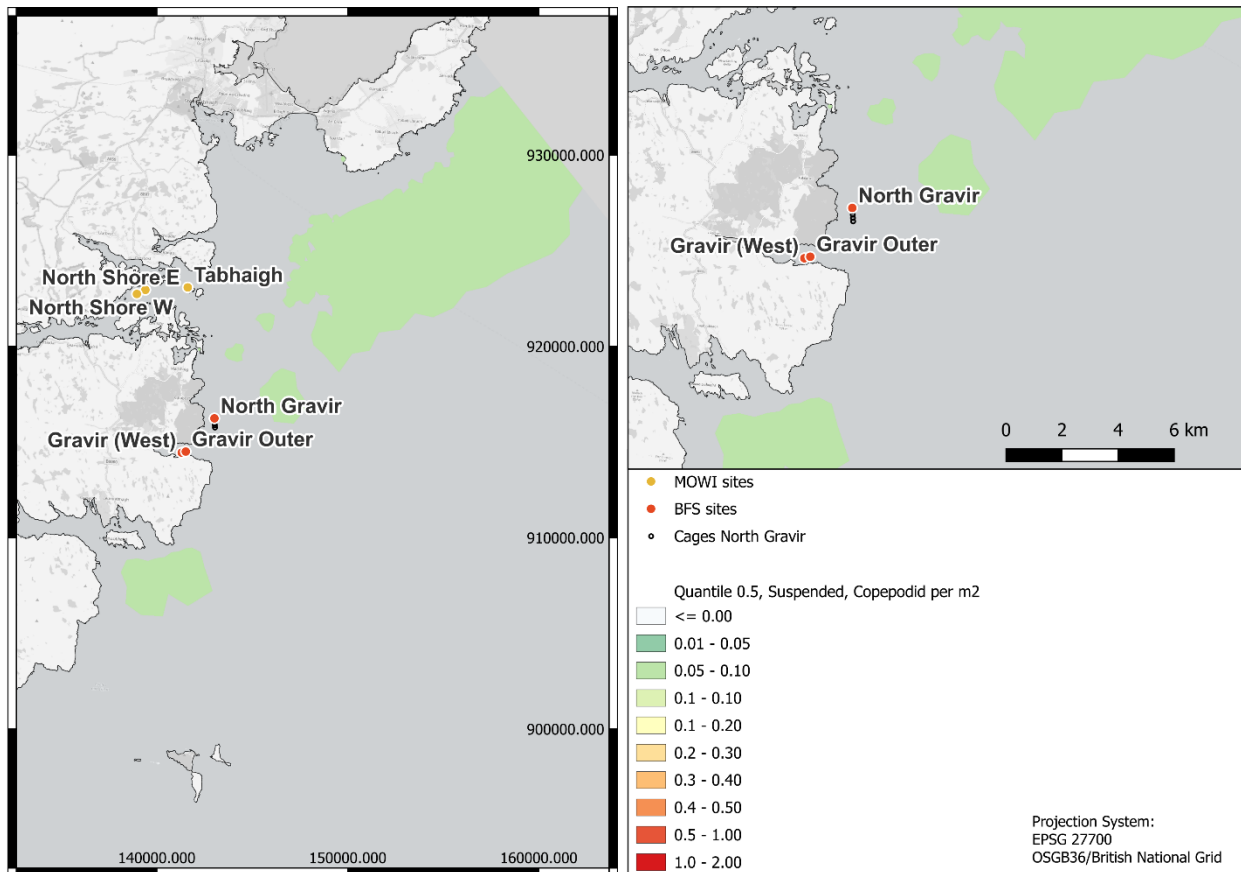 930000.000
North Shore E
Tabhaigh
North Shore W
920000.000
North Gravir
Gravir (West)
Gravir Outer
910000.000
900000.000
140000.000
150000.000
160000.000
North Gravir
Gravir (West)
Gravir Outer
0 2 4 6 km
MOWI sites
BFS sites
Cages North Gravir
Quantile 0.5, Suspended, Copepodid per m2
<= 0.00
0.01 - 0.05
0.05 - 0.10
0.1 - 0.10
0.1 - 0.20
0.2 - 0.30
0.3 - 0.40
0.4 - 0.50
0.5 - 1.00
1.0 - 2.00
Projection System:
EPSG 27700
OSGB36/British National Grid